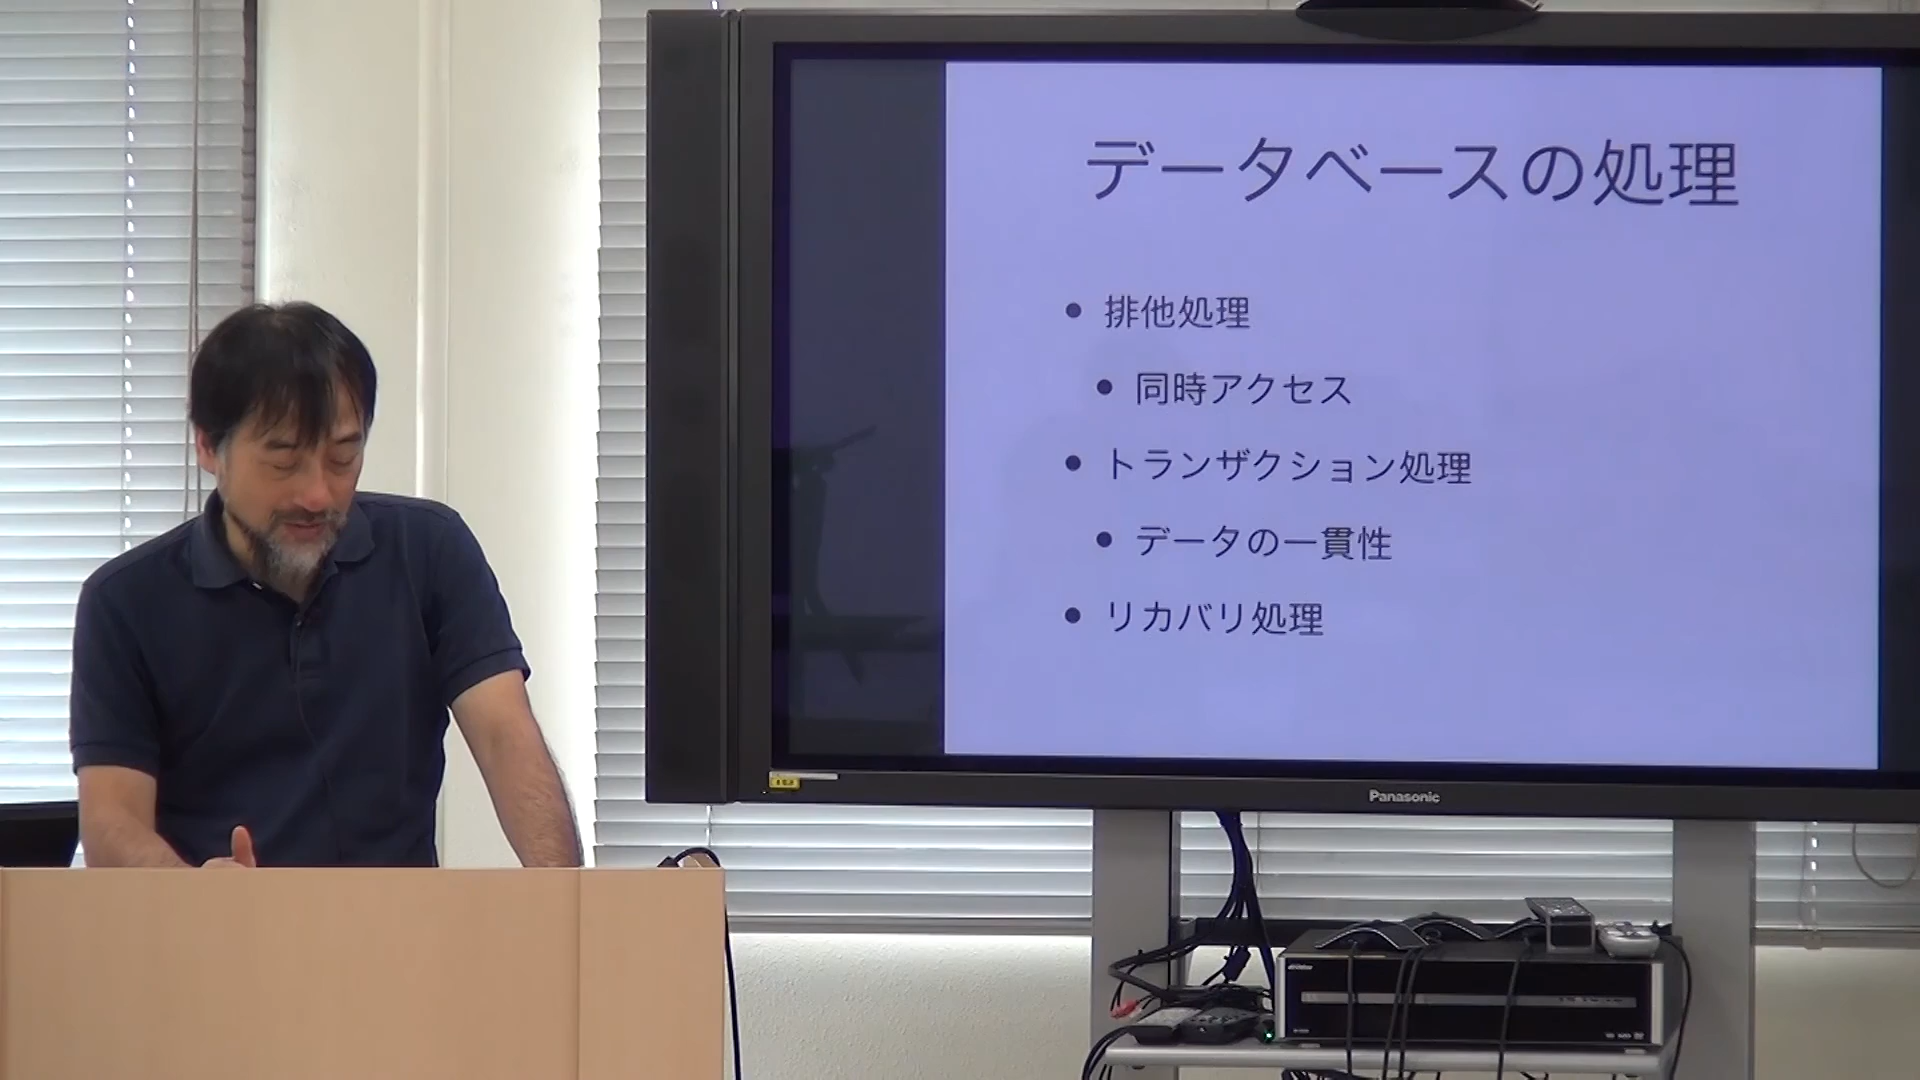 データベースの処理
• 排他処理
• 同時アクセス
• トランザクション処理
• データの一貫性
• リカバリ処理
Panasonic